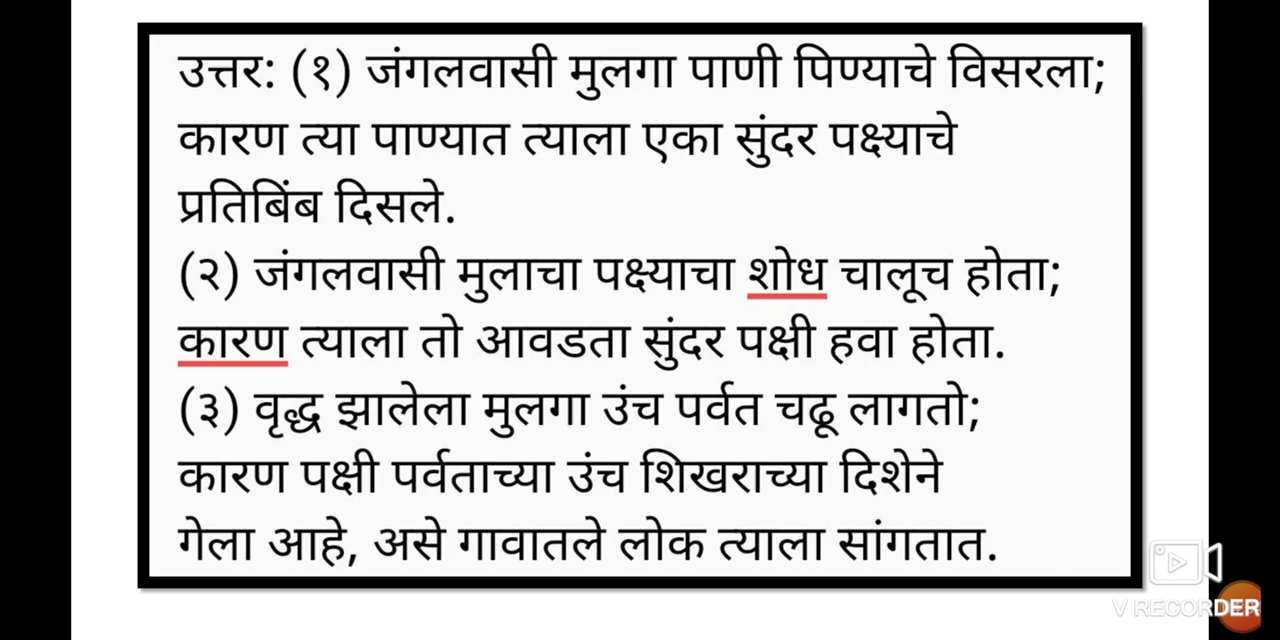 उत्तर: (१) जंगलवासी मुलगा पाणी पिण्याचे विसरला;
कारण त्या पाण्यात त्याला एका सुंदर पक्ष्याचे
प्रतिबिंब दिसले.
(२) जंगलवासी मुलाचा पक्ष्याचा शोध चालूच होता;
कारण त्याला तो आवडता सुंदर पक्षी हवा होता.
(३) वृद्ध झालेला मुलगा उंच पर्वत चढू लागतो;
कारण पक्षी पर्वताच्या उंच शिखराच्या दिशेने
गेला आहे, असे गावातले लोक त्याला सांगतात.
V RECORDER